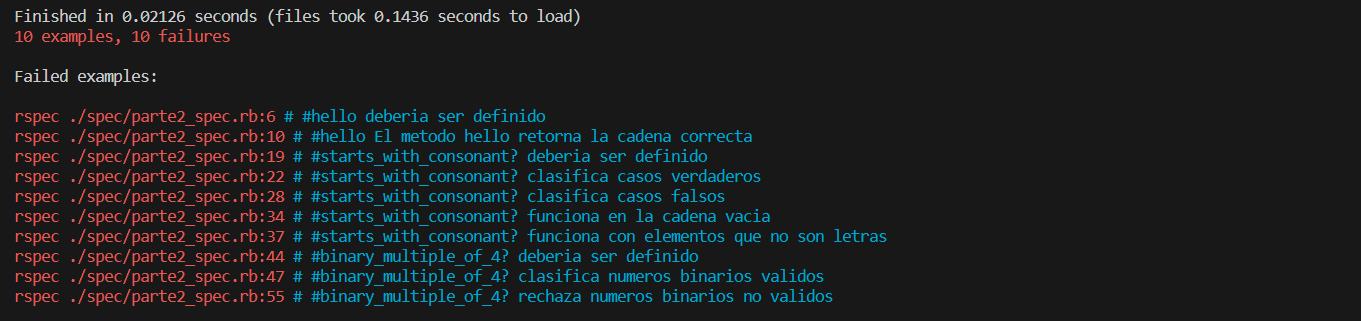 Finished in 0.02126 seconds (files took 0.1436 seconds to load)
10 examples, 10 failures
Failed examples:
rspec ./spec/parte2_spec.rb:6 # #hello deberia ser definido
rspec ./spec/parte2_spec.rb:10 # #hello El metodo hello retorna la cadena correcta
rspec ./spec/parte2_spec.rb:19 # #starts_with_consonant? deberia ser definido
rspec ./spec/parte2_spec.rb:22 # #starts_with_consonant? clasifica casos verdaderos
rspec ./spec/parte2_spec.rb:28 # #starts_with_consonant? clasifica casos falsos
rspec ./spec/parte2_spec.rb:34 # #starts_with_consonant? funciona en la cadena vacia
rspec ./spec/parte2_spec.rb:37 # #starts_with_consonant? funciona con elementos que no son letras
rspec ./spec/parte2_spec.rb:44 # #binary_multiple_of_4? deberia ser definido
rspec ./spec/parte2_spec.rb:47 # #binary_multiple_of_4? clasifica numeros binarios validos
rspec ./spec/parte2_spec.rb:55 # #binary_multiple_of_4? rechaza numeros binarios no validos